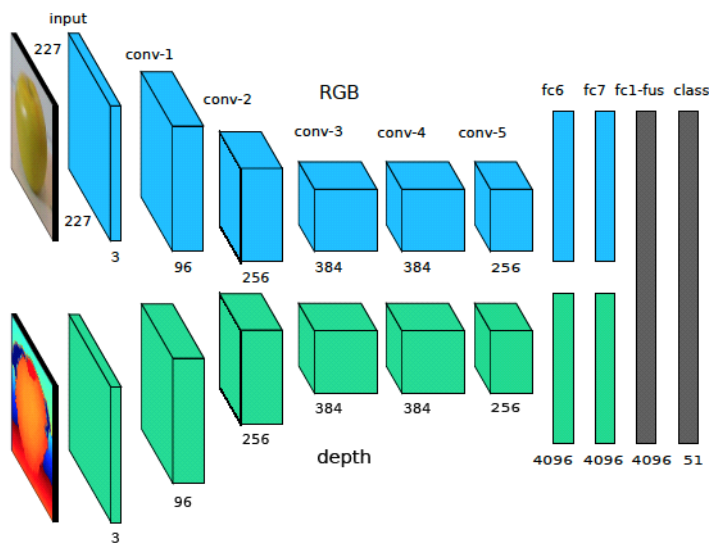 input
227
conv-1
conv-2
RGB
conv-3
conv-4
conv-5
fc6
fc7
fc1-fus
class
227
3
96
256
384
384
256
256
384
384
256
depth
96
3
4096
4096
4096
51